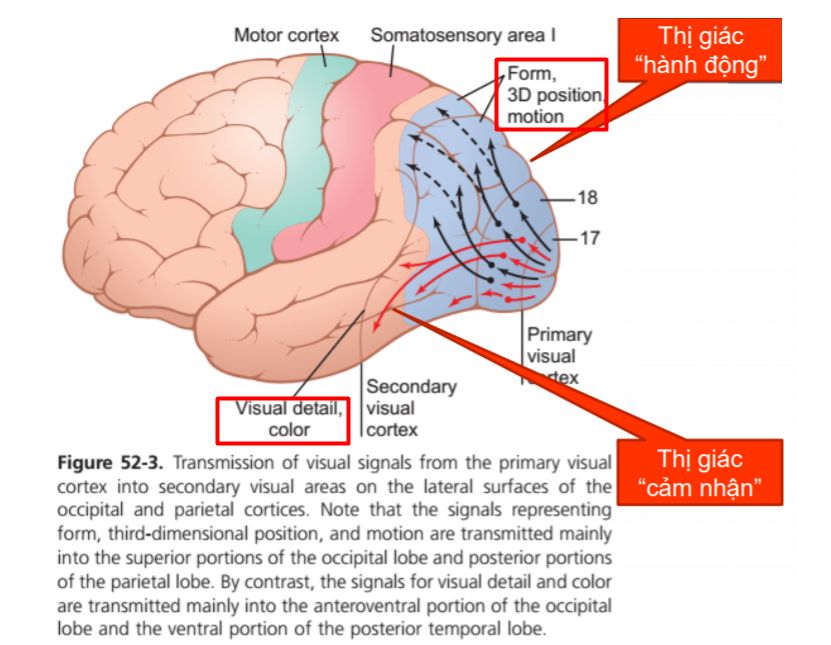 Motor cortex
Somatosensory area I
Form,
3D position,
motion
Thị giác
“hành động”
18
17
Primary
visual
cortex
Secondary
visual
cortex
Visual detail,
color
Thị giác
“cảm nhận”
Figure 52-3. Transmission of visual signals from the primary visual
cortex into secondary visual areas on the lateral surfaces of the
occipital and parietal cortices. Note that the signals representing
form, third-dimensional position, and motion are transmitted mainly
into the superior portions of the occipital lobe and posterior portions
of the parietal lobe. By contrast, the signals for visual detail and color
are transmitted mainly into the anteroventral portion of the occipital
lobe and the ventral portion of the posterior temporal lobe.